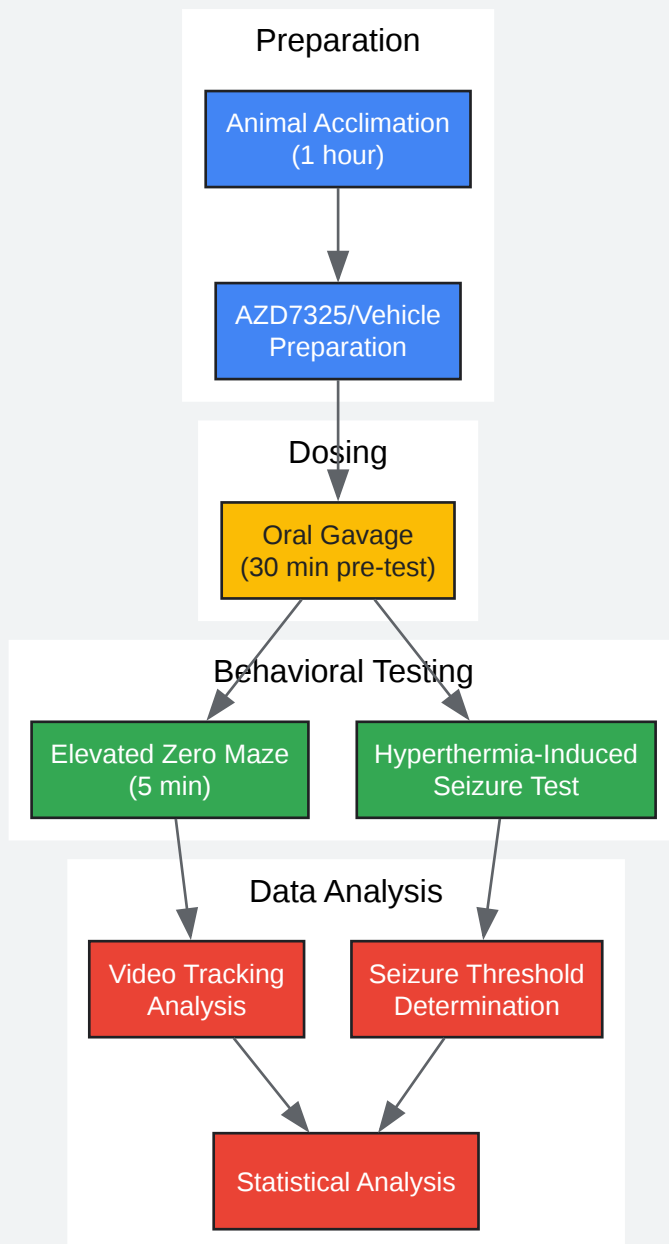 Preparation
Animal Acclimation
(1 hour)
AZD7325/Vehicle
Preparation
Dosing
Oral Gavage
(30 min pre-test)
Behavioral Testing
Elevated Zero Maze
(5 min)
Hyperthermia-Induced
Seizure Test
Data Analysis
Video Tracking
Analysis
Seizure Threshold
Determination
Statistical Analysis